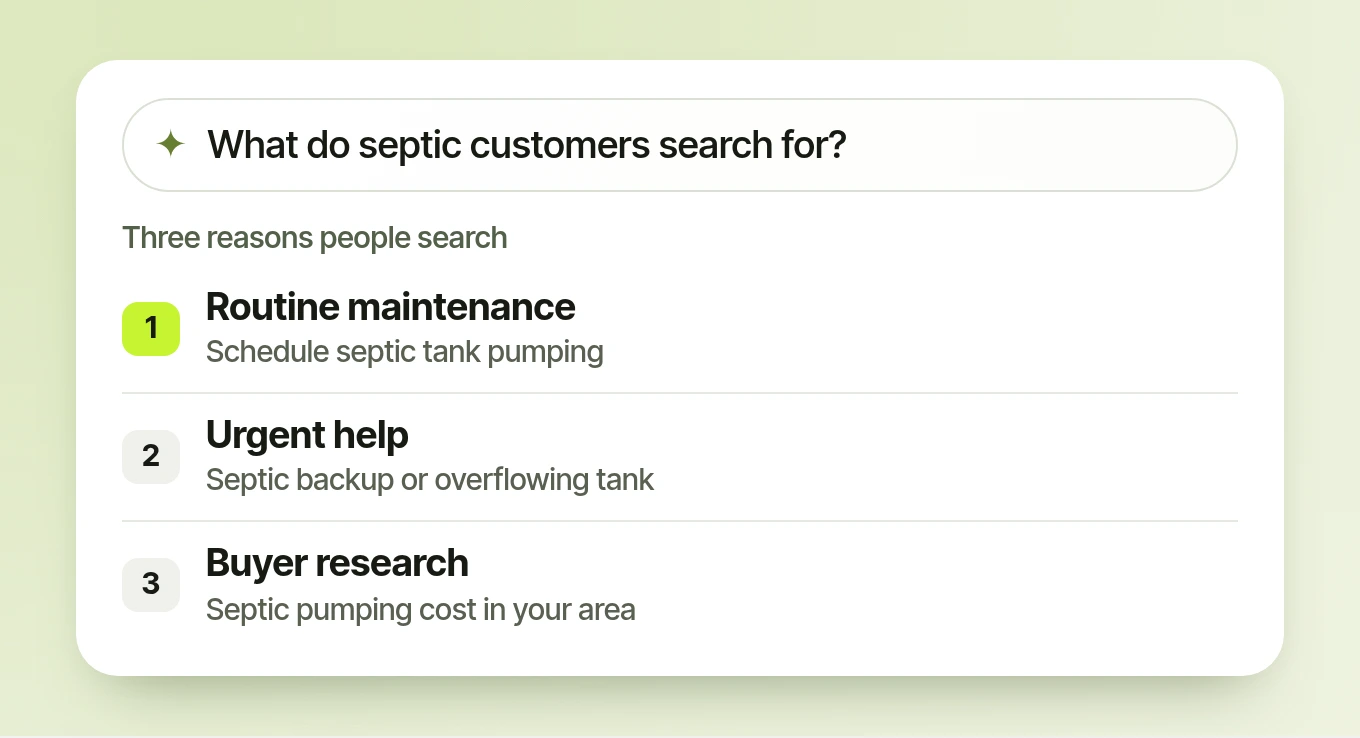 What do septic customers search for?
Three reasons people search
1
Routine maintenance
Schedule septic tank pumping
2
Urgent help
Septic backup or overflowing tank
3
Buyer research
Septic pumping cost in your area